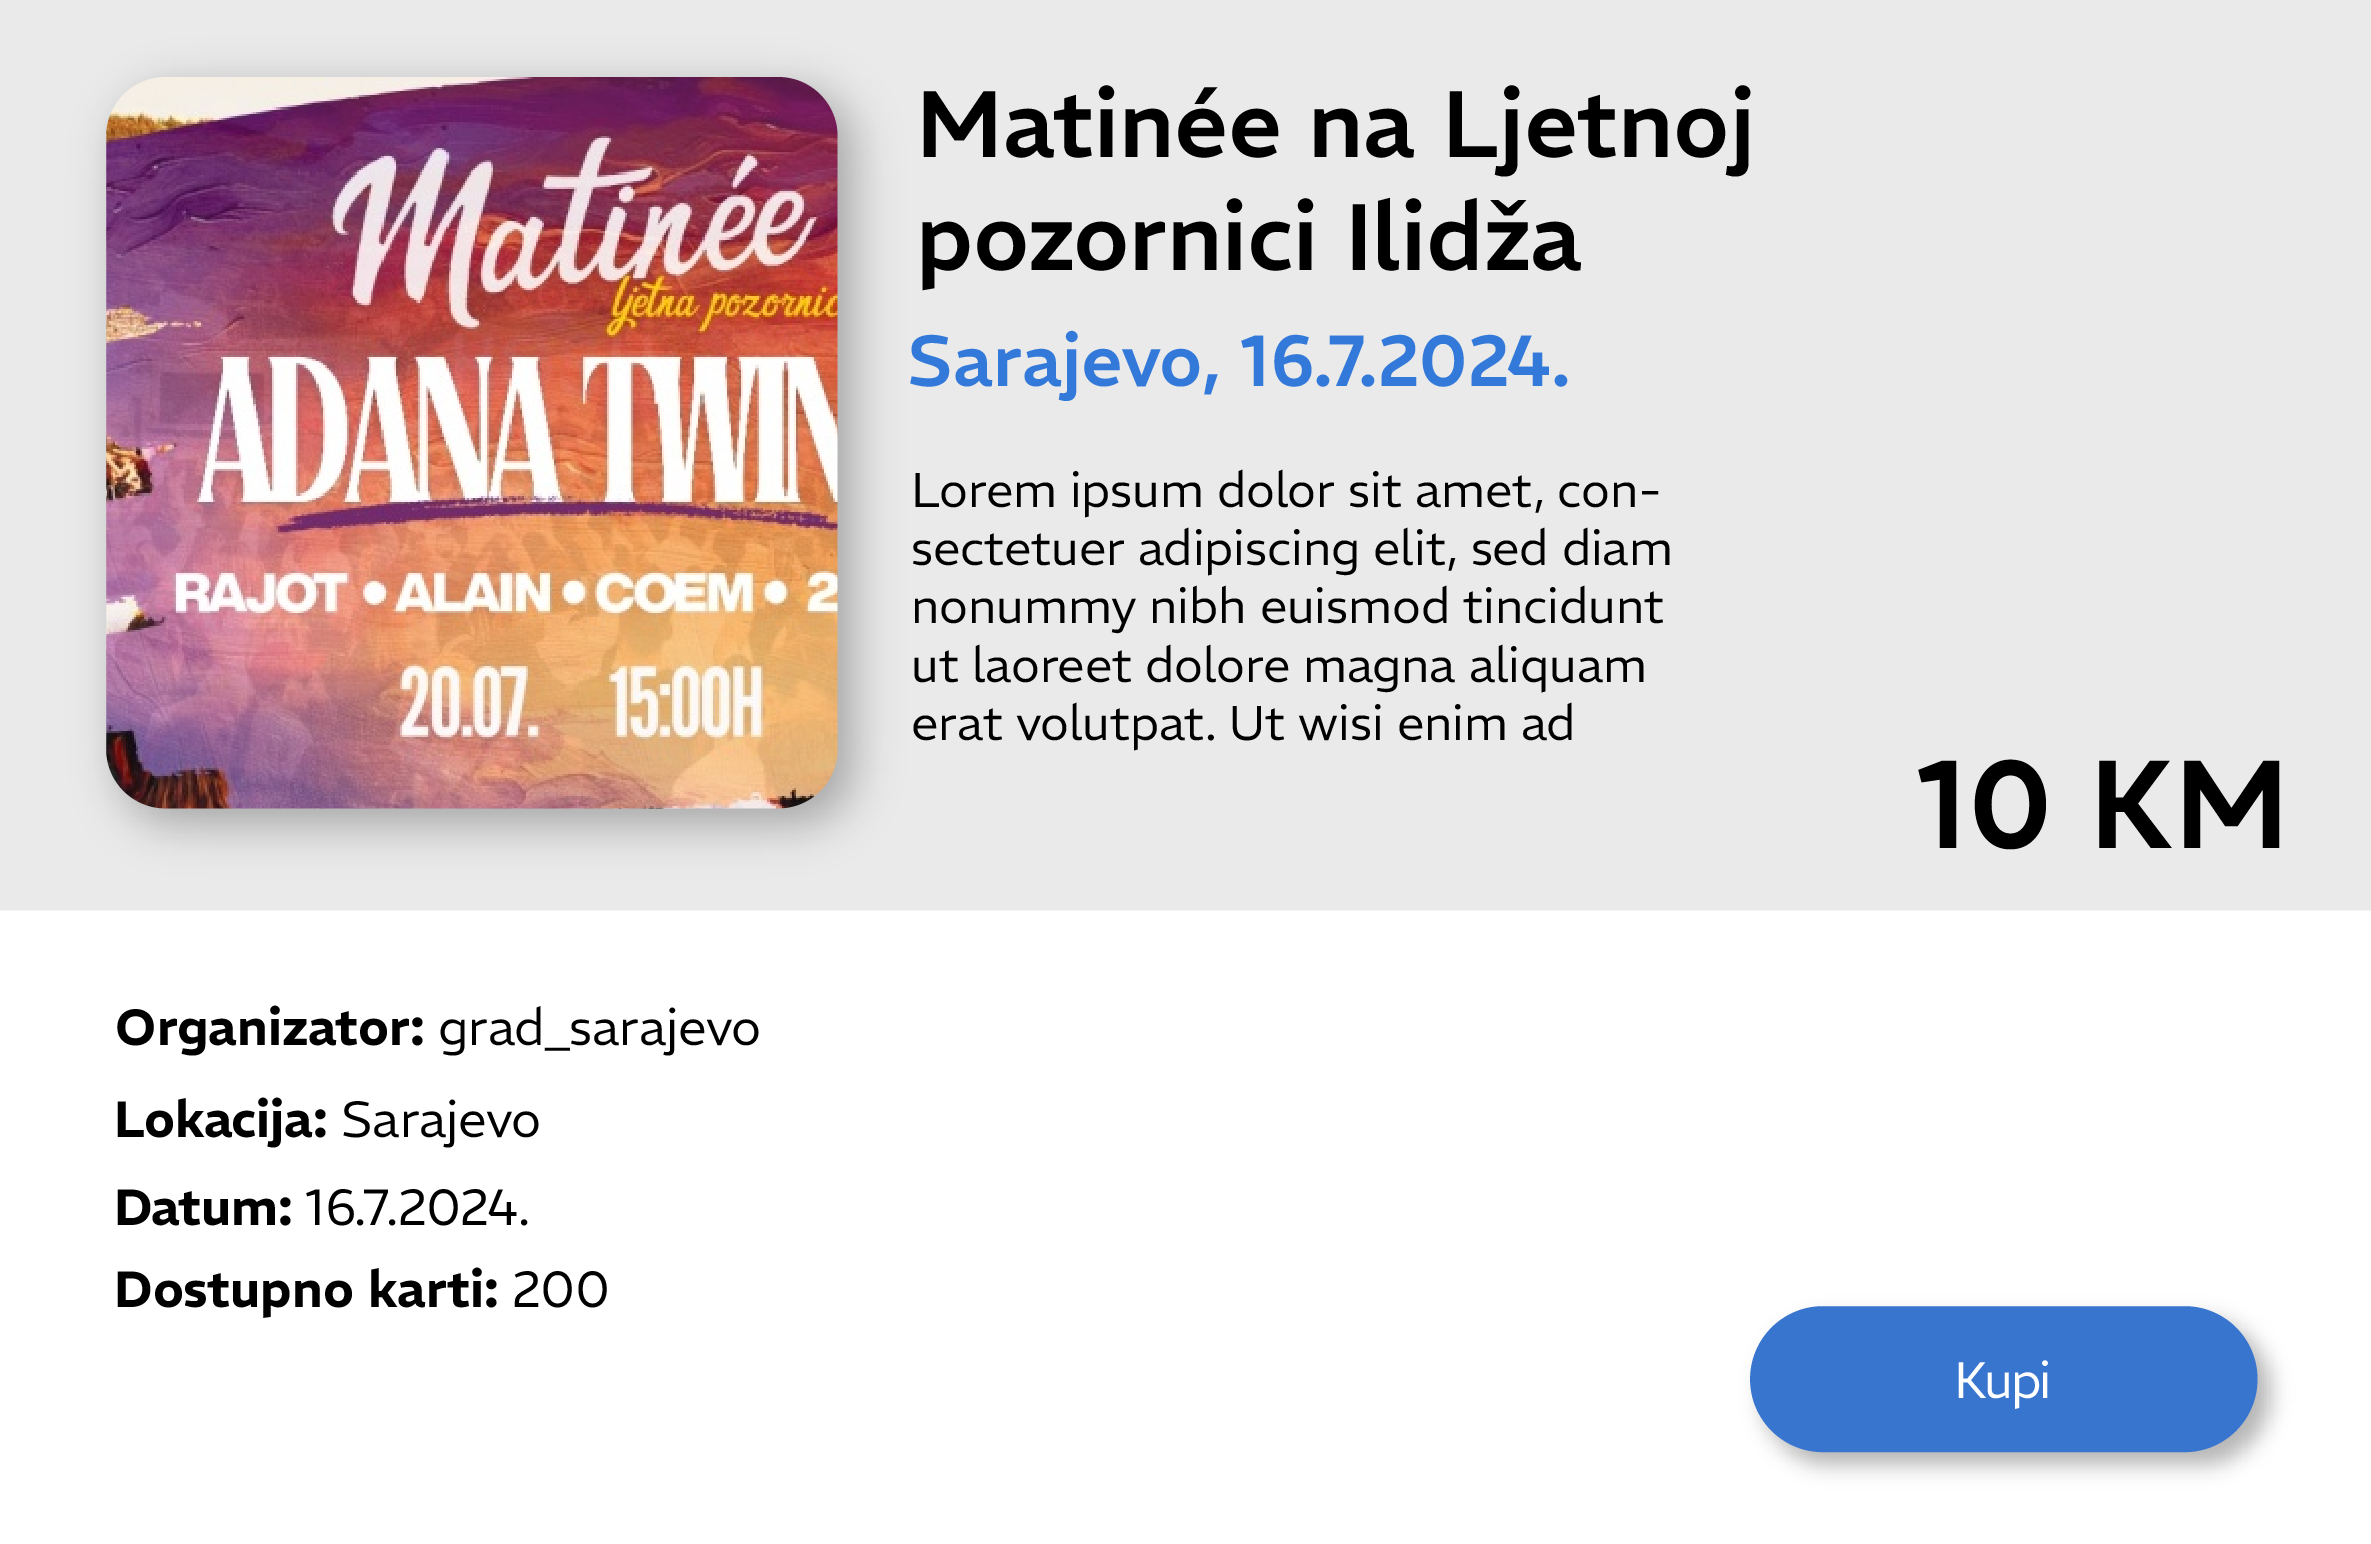 Matinée
ljetna pozornic
ADANA TWIN
RAJOT • ALAIN • COEM • 2
20.07. 15:00H
Matinée na Ljetnoj
pozornici Ilidža
Sarajevo, 16.7.2024.
Lorem ipsum dolor sit amet, con-
sectetuer adipiscing elit, sed diam
nonummy nibh euismod tincidunt
ut laoreet dolore magna aliquam
erat volutpat. Ut wisi enim ad
10 KM
Organizator: grad_sarajevo
Lokacija: Sarajevo
Datum: 16.7.2024.
Dostupno karti: 200
Kupi